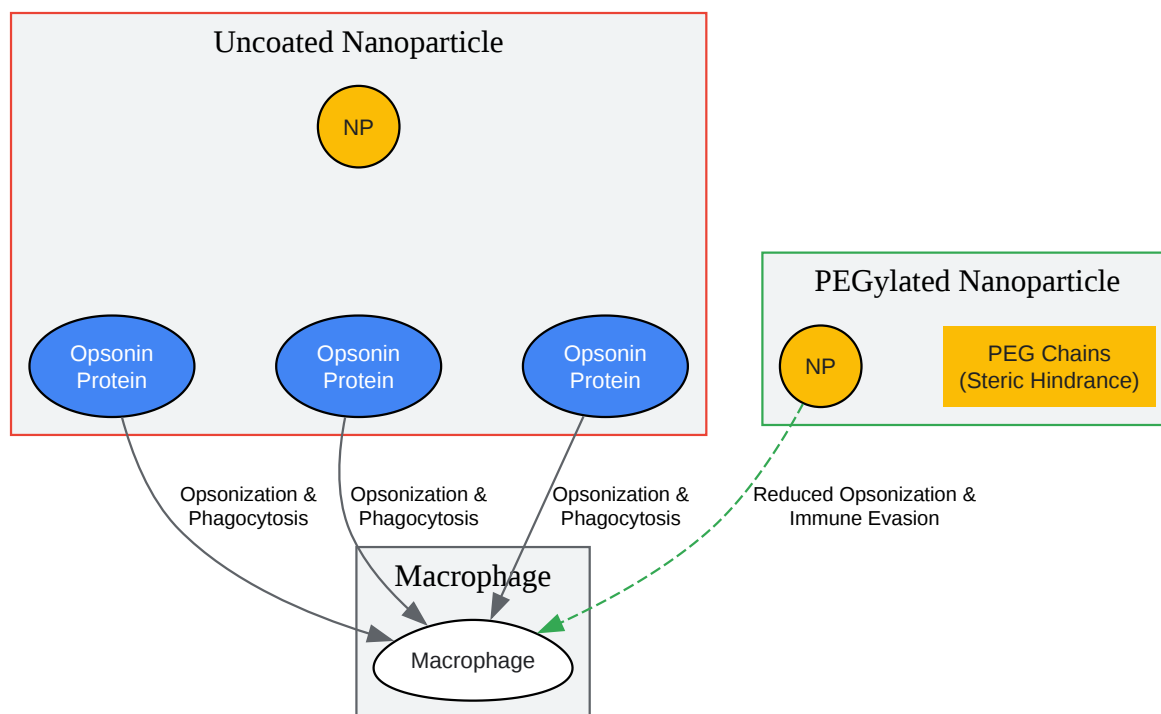 Uncoated Nanoparticle
NP
Opsonin
Protein
Opsonin
Protein
Opsonin
Protein
PEGylated Nanoparticle
NP
PEG Chains
(Steric Hindrance)
Opsonization &
Phagocytosis
Opsonization &
Phagocytosis
Opsonization &
Phagocytosis
Reduced Opsonization &
Immune Evasion
Macrophage
Macrophage